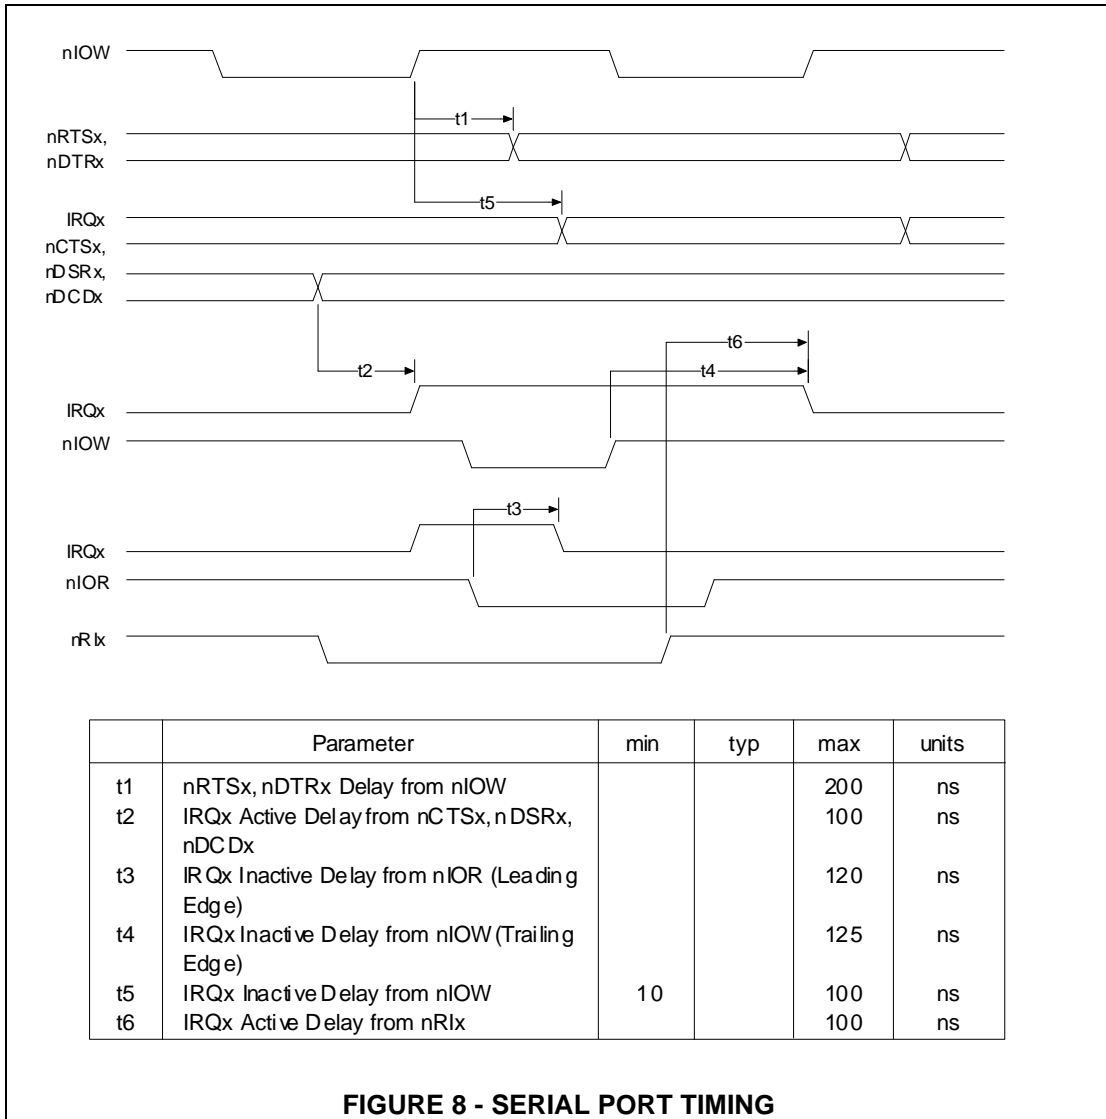 nIOW
t1
nRTSx,
nDTRx
t5
IRQx
nCTSx,
nDSRx,
nDCDx
t6
t2
t4
IRQx
nIOW
t3
IRQx
nIOR
nRIx
Parameter min typ max units
t1 nRTSx, nDTRx Delay from nIOW 200 ns
t2 IRQx Active Delay from nCTSx, nDSRx, 100 ns
nDCDx
t3 IRQx Inactive Delay from nIOR (Leading 120 ns
Edge)
t4 IRQx Inactive Delay from nIOW (Trailing 125 ns
Edge)
t5 IRQx Inactive Delay from nIOW 10 100 ns
t6 IRQx Active Delay from nRIx 100 ns
FIGURE 8 - SERIAL PORT TIMING